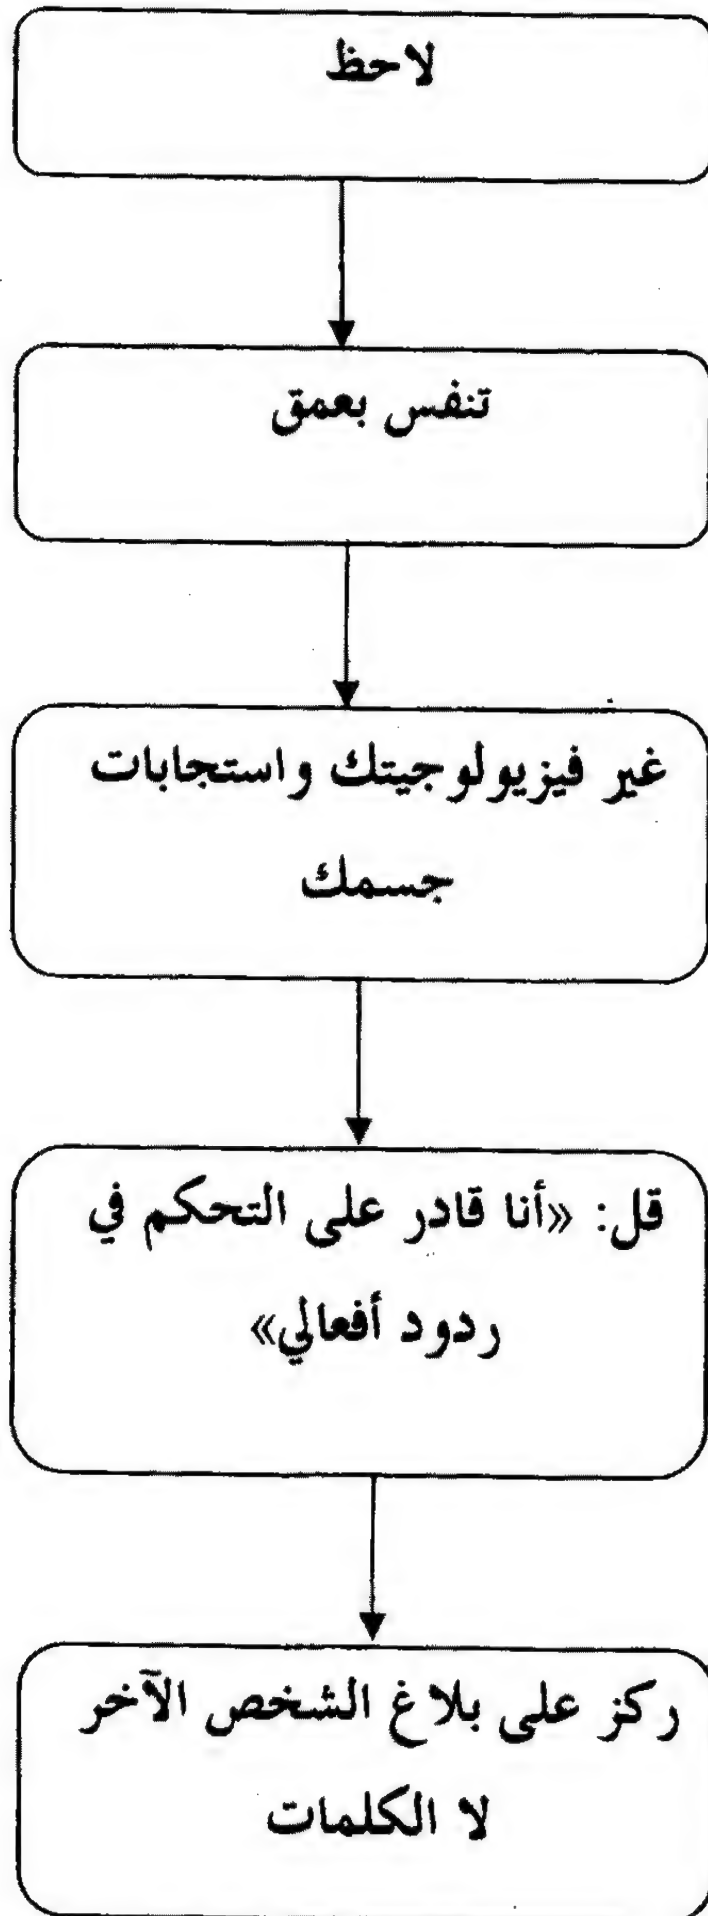 لاحظ
تنفس بعمق
غير فيزيولوجيتك واستجابات
جسمك
قل: «أنا قادر على التحكم في
ردود أفعالي»
ركز على بلاغ الشخص الآخر
لا الكلمات